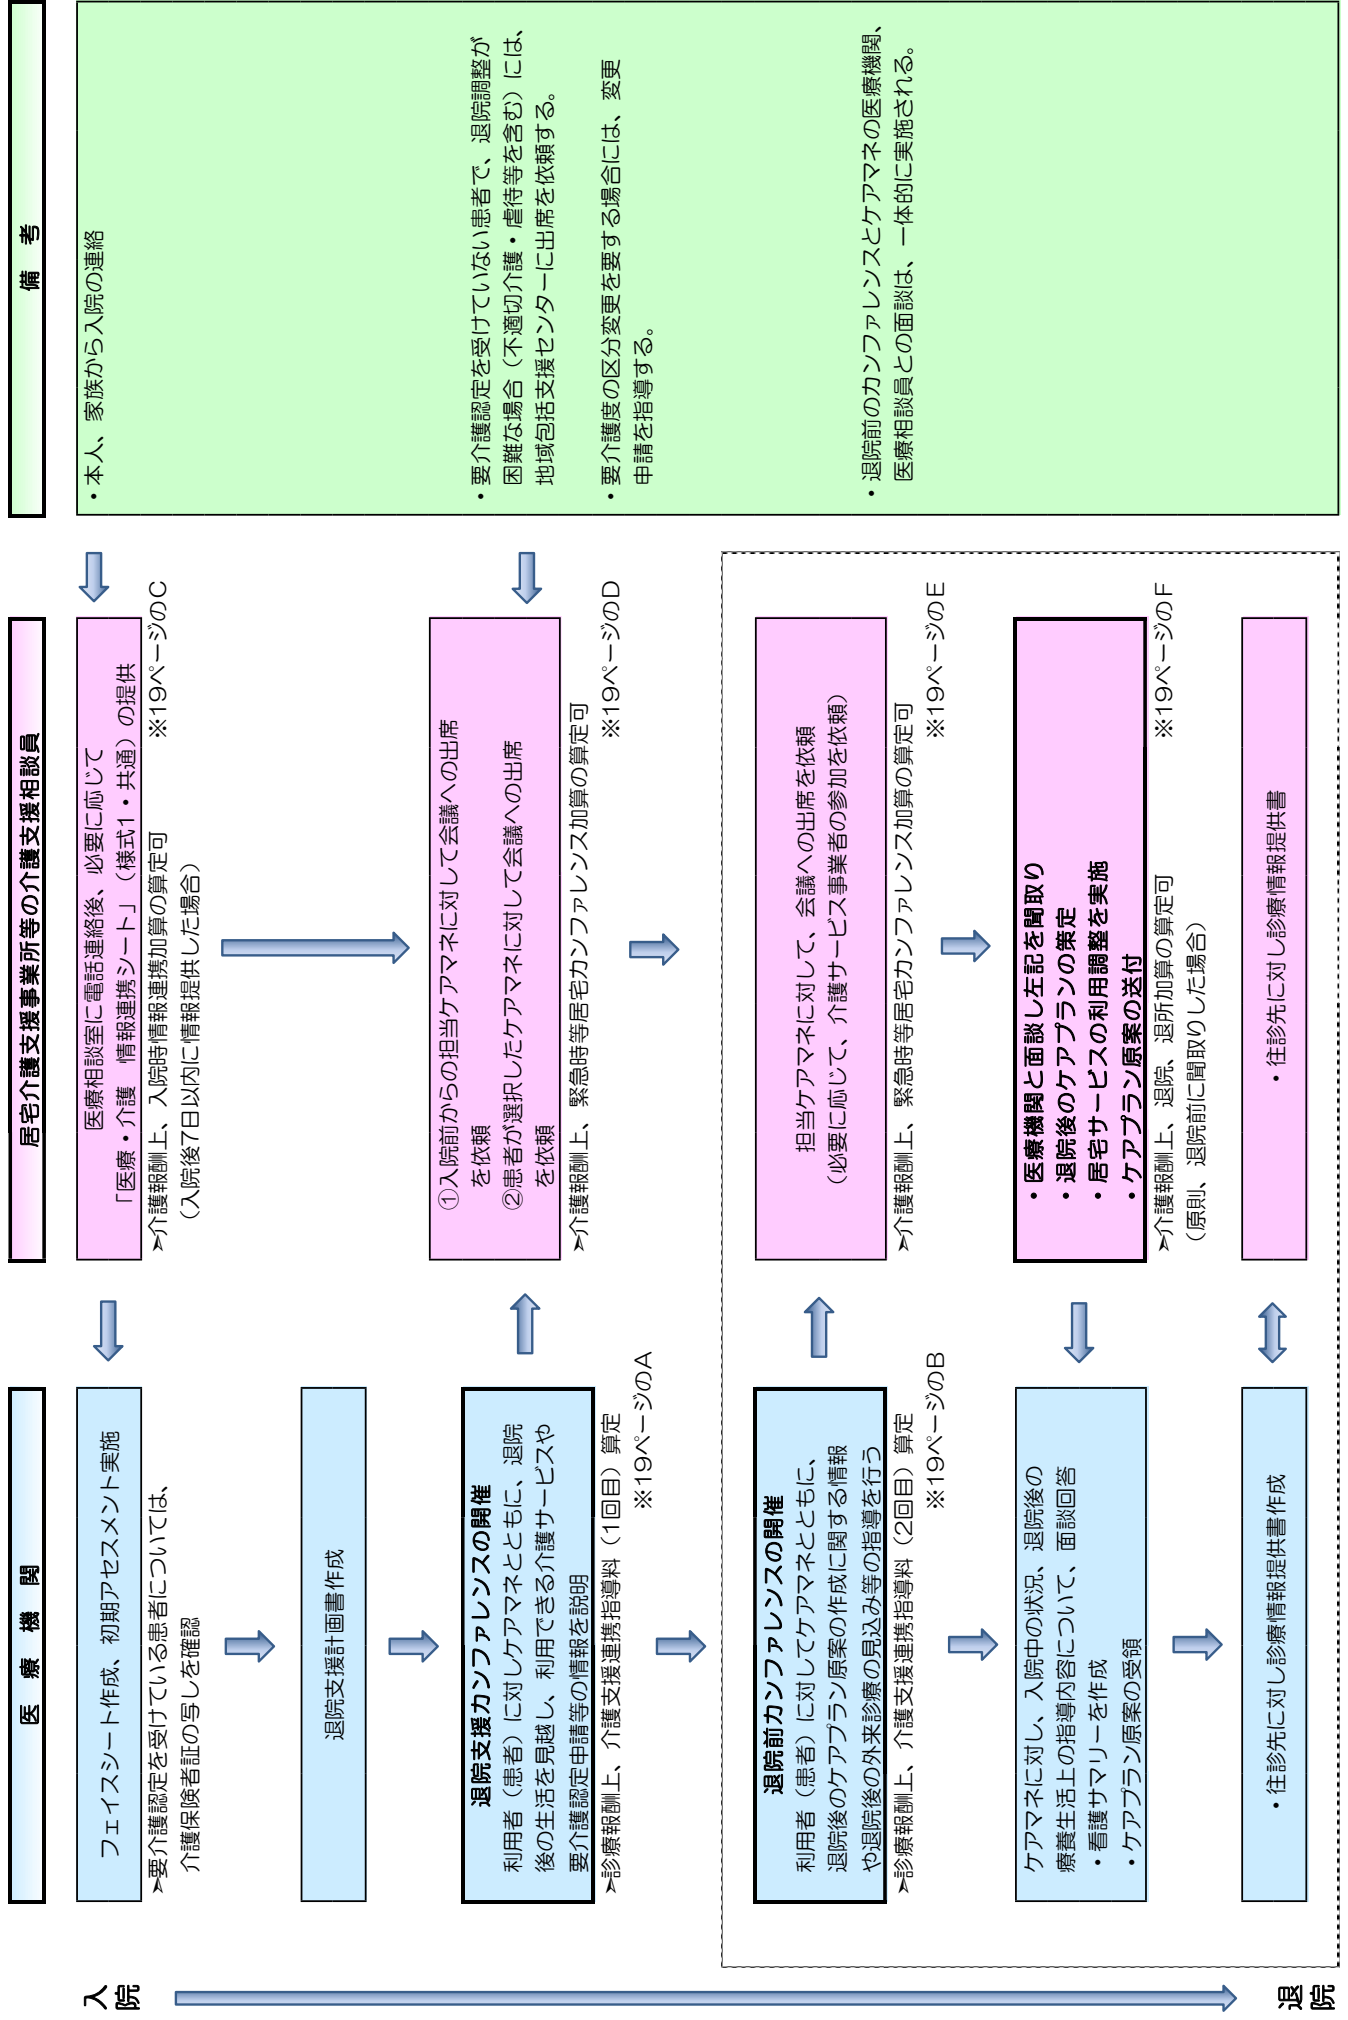 医　療　機　関
居宅介護支援事業所等の介護支援相談員
備　考
入院
フェイスシート作成、初期アセスメント実施
➢要介護認定を受けている患者については、
介護保険者証の写しを確認
医療相談室に電話連絡後、必要に応じて
「医療・介護　情報連携シート」（様式1・共通）の提供
➢介護報酬上、入院時情報連携加算の算定可
※19ページのC
（入院後7日以内に情報提供した場合）
・本人、家族から入院の連絡
退院支援計画書作成
退院支援カンファレンスの開催
利用者（患者）に対しケアマネとともに、退院
後の生活を見越し、利用できる介護サービスや
要介護認定申請等の情報を説明
➢診療報酬上、介護支援連携指導料（1回目）算定
※19ページのA
①入院前からの担当ケアマネに対して会議への出席
を依頼
②患者が選択したケアマネに対して会議への出席
を依頼
➢介護報酬上、緊急時等居宅カンファレンス加算の算定可
※19ページのD
・要介護認定を受けていない患者で、退院調整が
困難な場合（不適切介護・虐待等を含む）には、
地域包括支援センターに出席を依頼する。
・要介護度の区分変更を要する場合には、変更
申請を指導する。
退院前カンファレンスの開催
利用者（患者）に対してケアマネとともに、
退院後のケアプラン原案の作成に関する情報
や退院後の外来診療の見込み等の指導を行う
➢診療報酬上、介護支援連携指導料（2回目）算定
※19ページのB
担当ケアマネに対して、会議への出席を依頼
（必要に応じて、介護サービス事業者の参加を依頼）
➢介護報酬上、緊急時等居宅カンファレンス加算の算定可
※19ページのE
・退院前のカンファレンスとケアマネの医療機関、
医療相談員との面談は、一体的に実施される。
ケアマネに対し、入院中の状況、退院後の
療養生活上の指導内容について、面談回答
・看護サマリーを作成
・ケアプラン原案の受領
・医療機関と面談し左記を聞取り
・退院後のケアプランの策定
・居宅サービスの利用調整を実施
・ケアプラン原案の送付
➢介護報酬上、退院、退所加算の算定可
※19ページのF
（原則、退院前に聞取りした場合）
・往診先に対し診療情報提供書作成
・往診先に対し診療情報提供書
退院